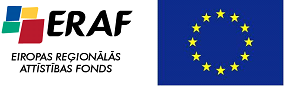 ERAF
EIROPAS REĢIONĀLĀS
ATTĪSTĪBAS FONDS